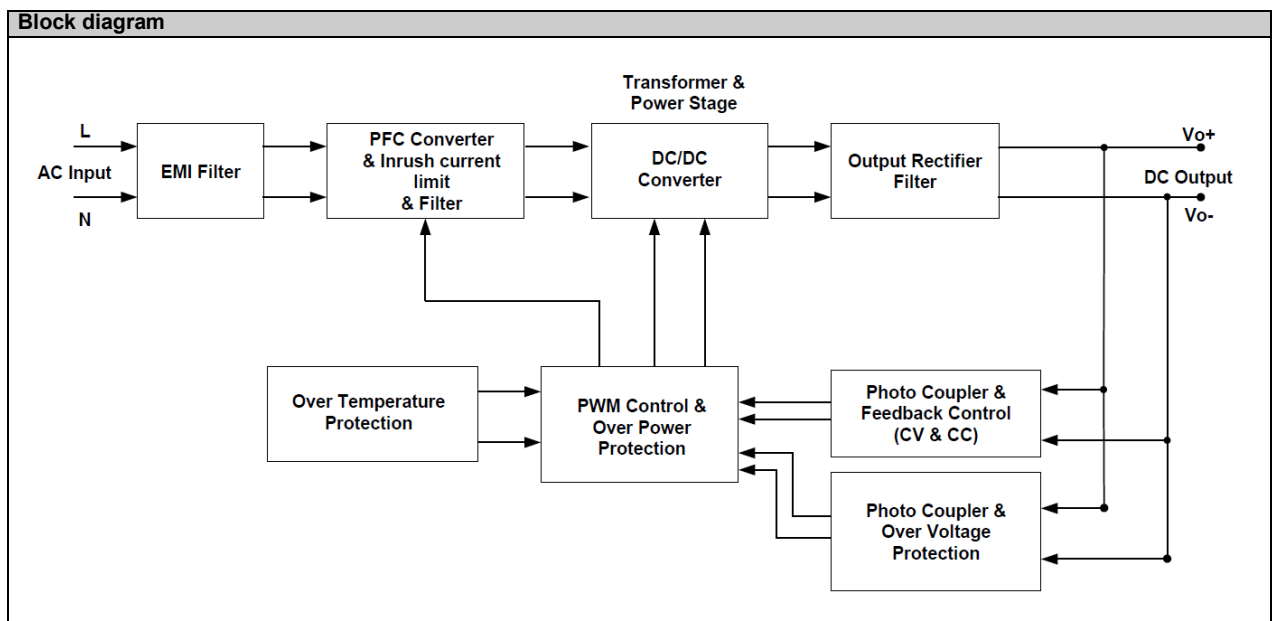 Block diagram
Transformer &
Power Stage
L
AC Input
N
EMI Filter
PFC Converter
& Inrush current
limit
& Filter
DC/DC
Converter
Output Rectifier
Filter
Vo+
DC Output
Vo-
Over Temperature
Protection
PWM Control &
Over Power
Protection
Photo Coupler &
Feedback Control
(CV & CC)
Photo Coupler &
Over Voltage
Protection